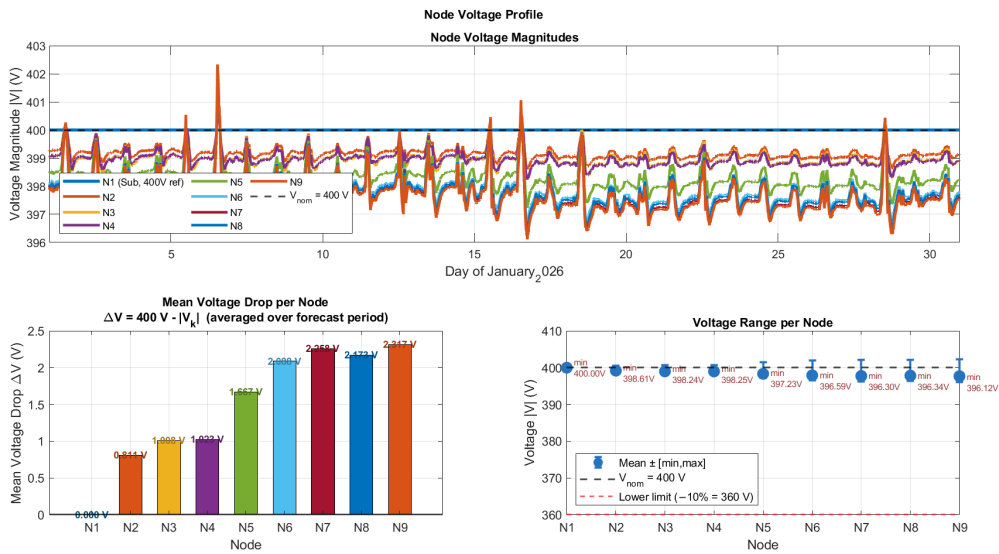 Node Voltage Profile
Node Voltage Magnitudes
Voltage Magnitude |V| (V)
403
402
401
400
399
398
397
396
N1 (Sub, 400V ref)
N2
N3
N4
N5
N6
N7
N8
N9
Vnom = 400 V
5
10
15
20
25
30
Day of January2026
Mean Voltage Drop per Node
ΔV = 400 V - |Vk| (averaged over forecast period)
Mean Voltage Drop ΔV (V)
2.5
2
1.5
1
0.5
0
0.000 V
0.811 V
1.008 V
1.023 V
1.667 V
2.088 V
2.258 V
2.173 V
2.317 V
N1
N2
N3
N4
N5
N6
N7
N8
N9
Node
Voltage Range per Node
Voltage |V| (V)
410
400
390
380
370
360
min
400.00V
min
398.61V
min
398.24V
min
398.25V
min
397.23V
min
396.59V
min
396.30V
min
396.34V
min
396.12V
Mean ± [min,max]
Vnom = 400 V
Lower limit (−10% = 360 V)
N1
N2
N3
N4
N5
N6
N7
N8
N9
Node